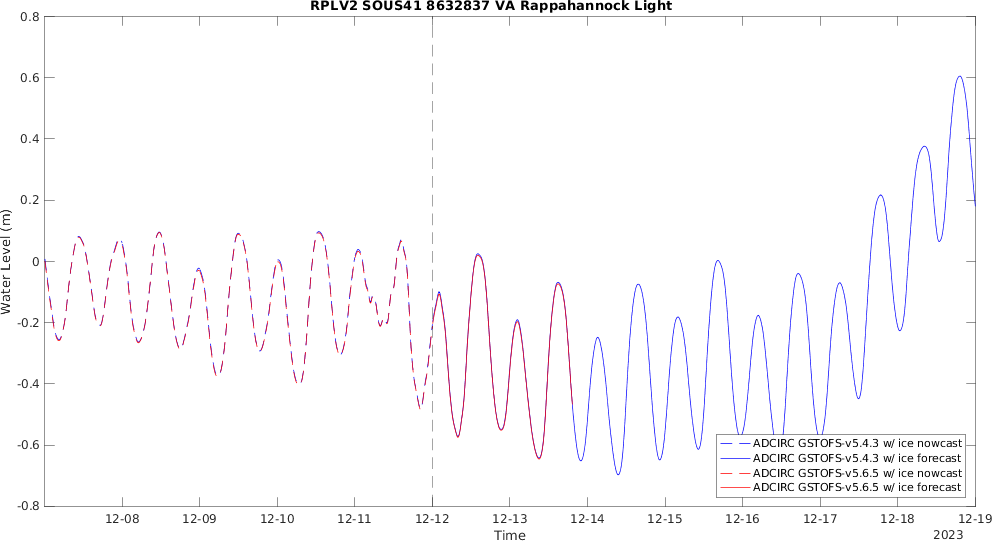 RPLV2 SOUS41 8632837 VA Rappahannock Light
Water Level (m)
0.8
0.6
0.4
0.2
0
-0.2
-0.4
-0.6
-0.8
ADCIRC GSTOFS-v5.4.3 w/ ice nowcast
ADCIRC GSTOFS-v5.4.3 w/ ice forecast
ADCIRC GSTOFS-v5.6.5 w/ ice nowcast
ADCIRC GSTOFS-v5.6.5 w/ ice forecast
12-08 12-09 12-10 12-11 12-12 12-13 12-14 12-15 12-16 12-17 12-18 12-19
Time
2023